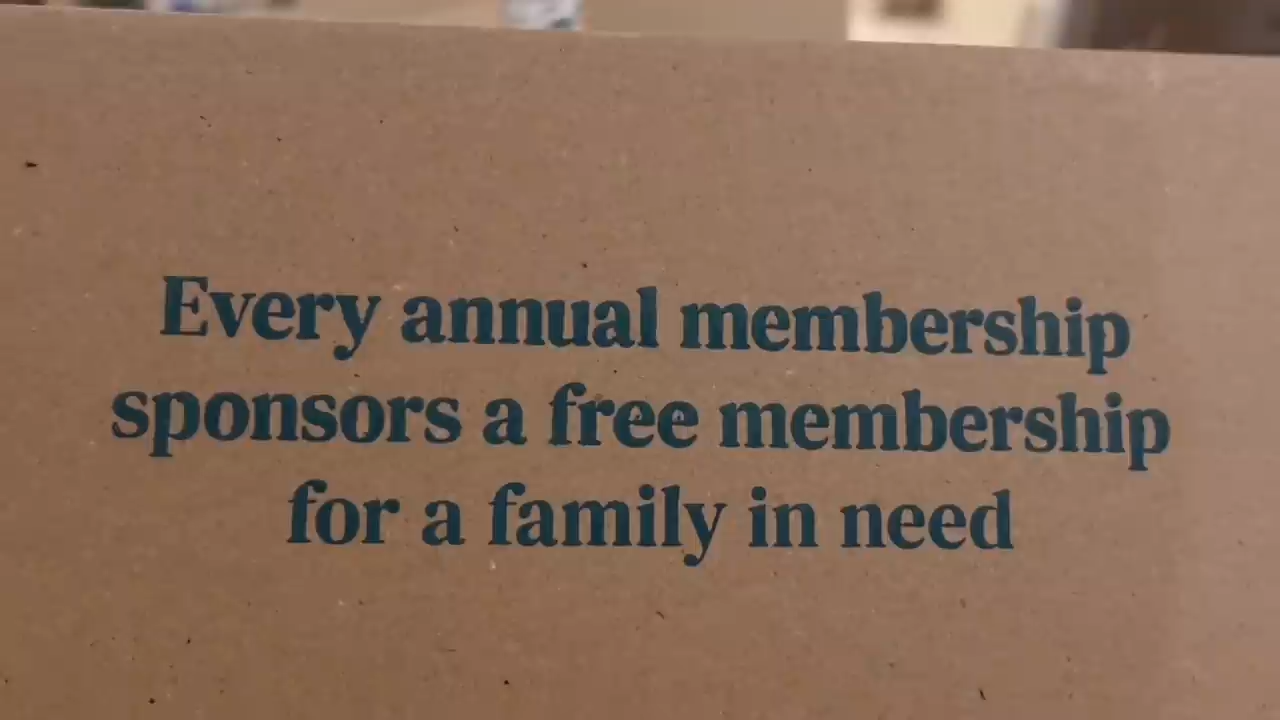 Every annual membership
sponsors a free membership
for a family in need